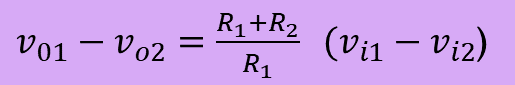 v₀₁ − vₒ₂ = (R₁+R₂)/R₁ (vᵢ₁ − vᵢ₂)